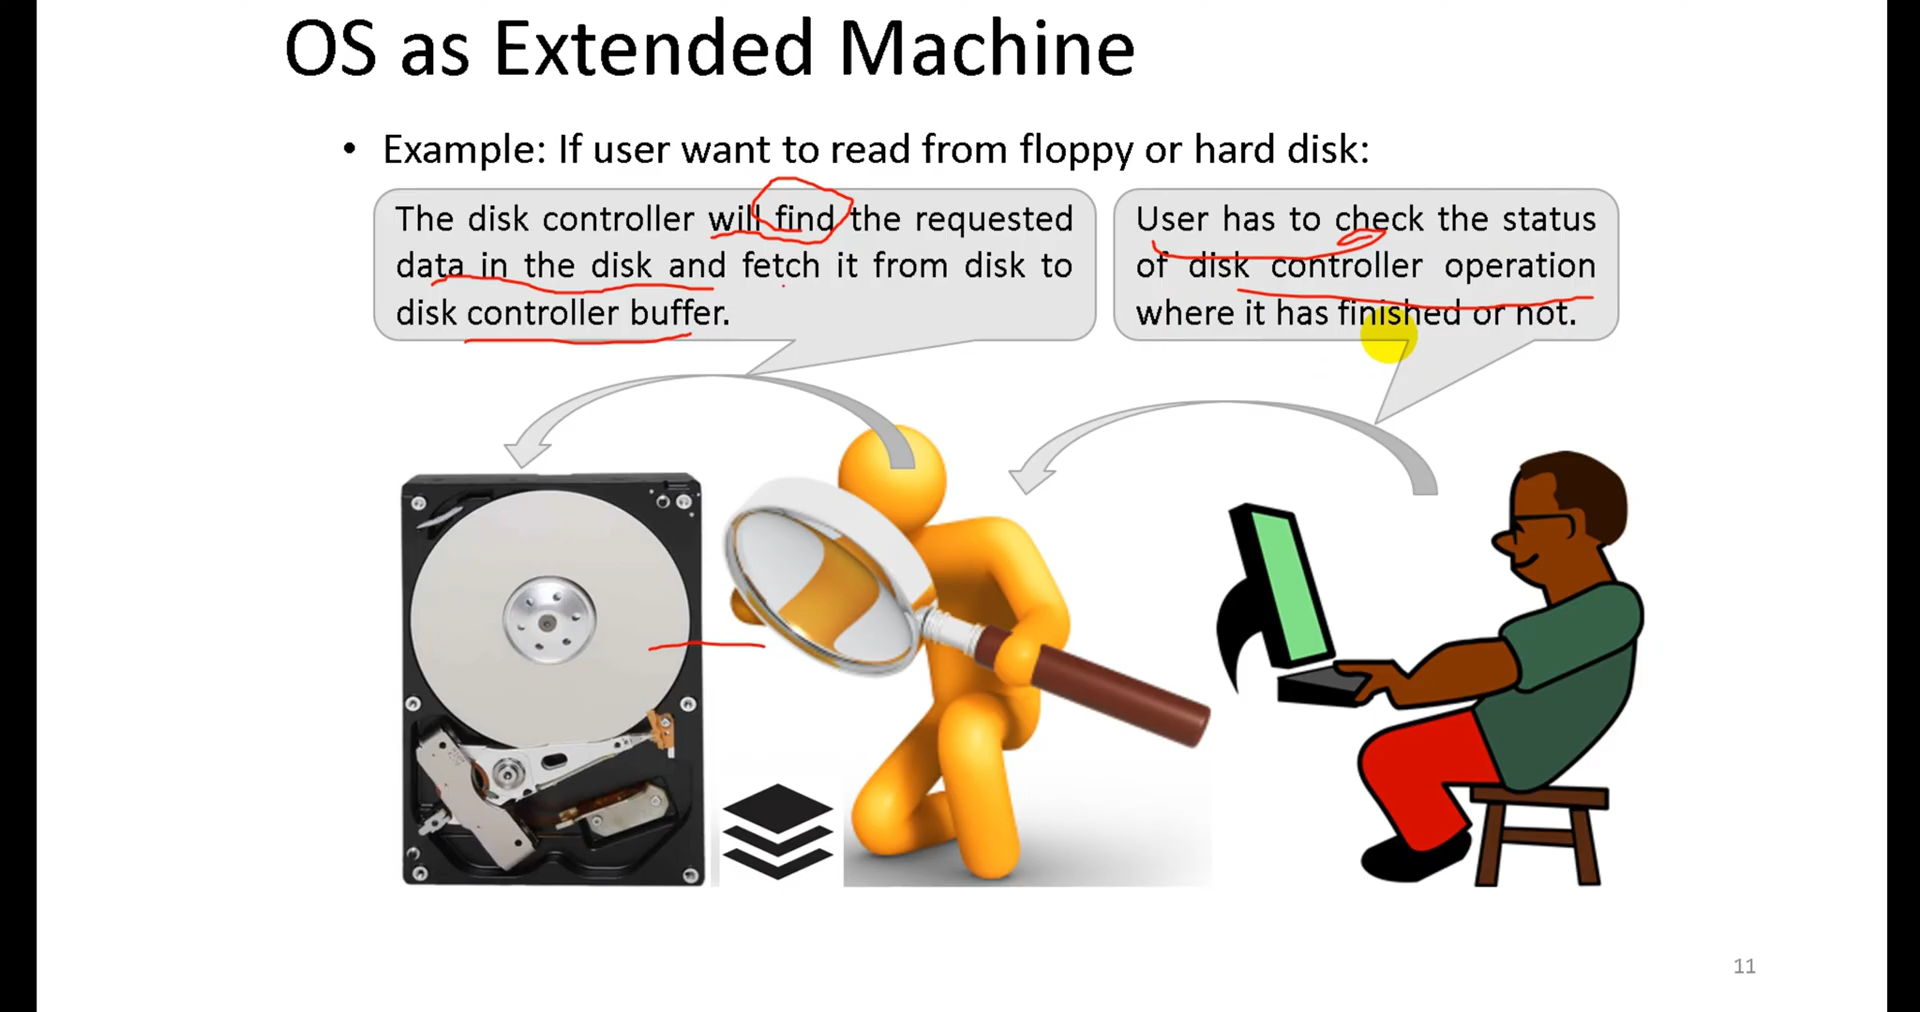 OS as Extended Machine
• Example: If user want to read from floppy or hard disk:
The disk controller will find the requested
data in the disk and fetch it from disk to
disk controller buffer.
User has to check the status
of disk controller operation
where it has finished or not.
11